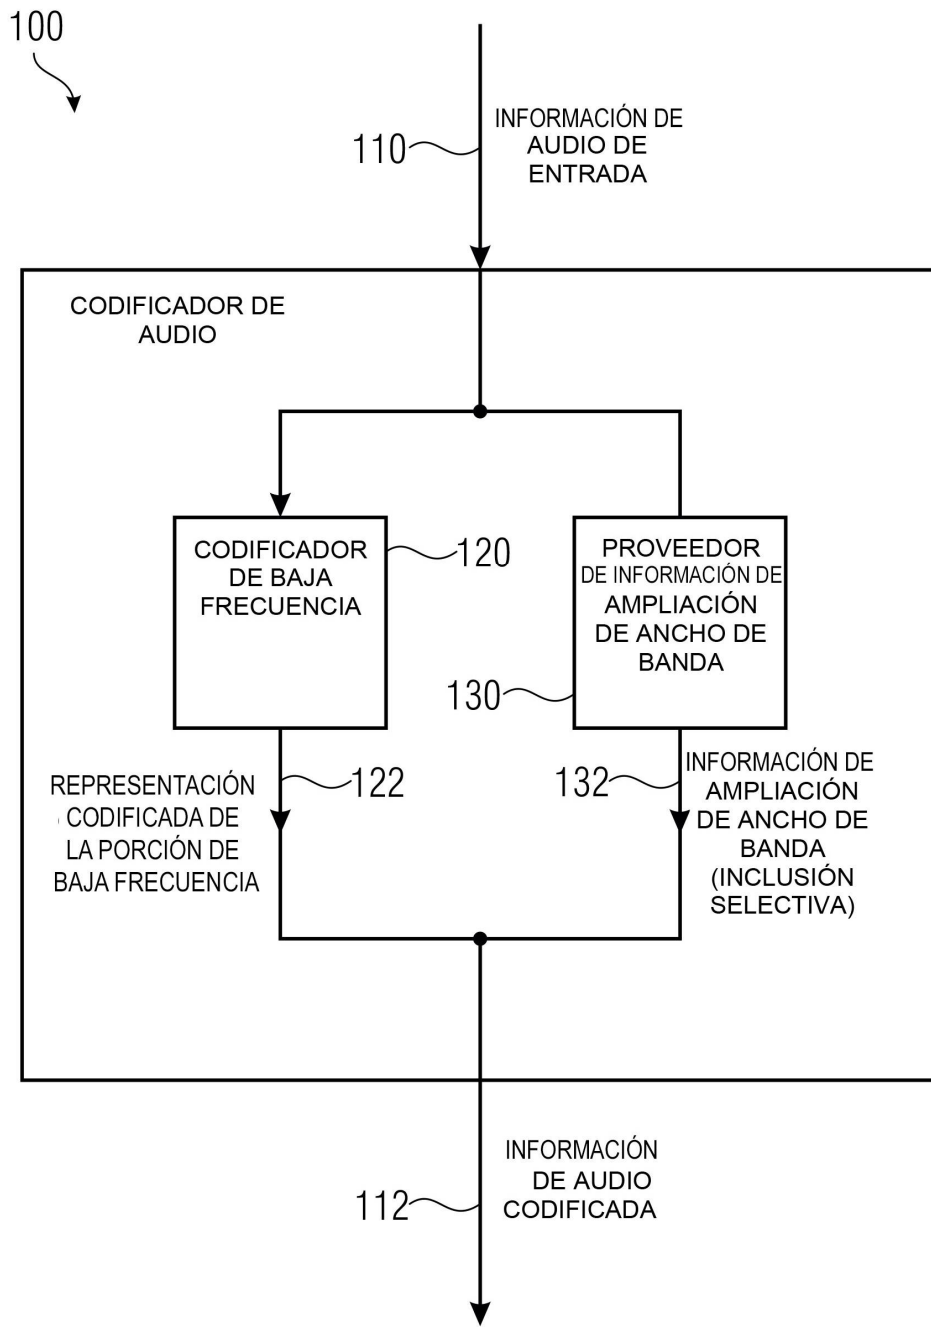 100
110
INFORMACIÓN DE
AUDIO DE
ENTRADA
CODIFICADOR DE
AUDIO
CODIFICADOR
DE BAJA
FRECUENCIA
120
PROVEEDOR
DE INFORMACIÓN DE
AMPLIACIÓN
DE ANCHO DE
BANDA
130
REPRESENTACIÓN
CODIFICADA DE
LA PORCIÓN DE
BAJA FRECUENCIA
122
132
INFORMACIÓN DE
AMPLIACIÓN
DE ANCHO DE
BANDA
(INCLUSIÓN
SELECTIVA)
112
INFORMACIÓN
DE AUDIO
CODIFICADA